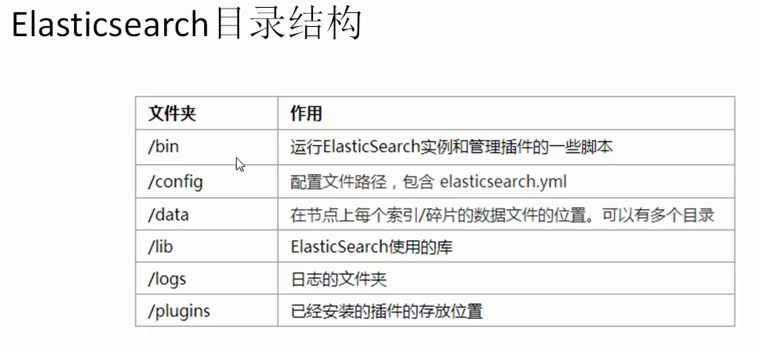 Elasticsearch目录结构
文件夹 作用
/bin 运行ElasticSearch实例和管理插件的一些脚本
/config 配置文件路径，包含 elasticsearch.yml
/data 在节点上每个索引/碎片的数据文件的位置。可以有多个目录
/lib ElasticSearch使用的库
/logs 日志的文件夹
/plugins 已经安装的插件的存放位置